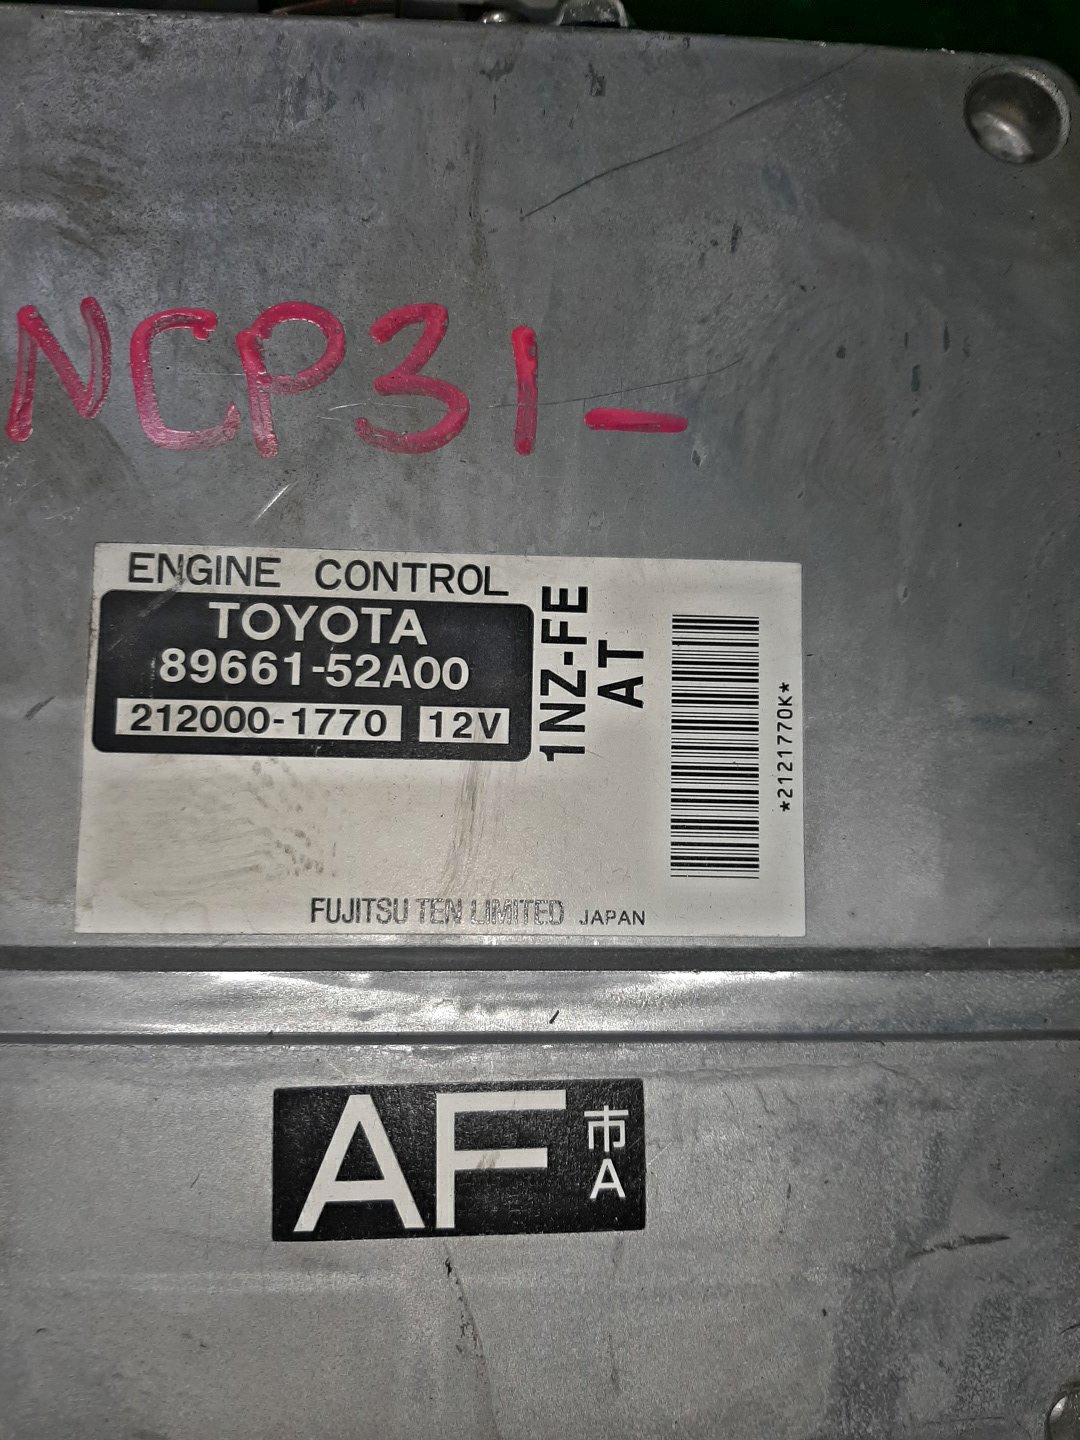 NCP31-
ENGINE CONTROL
TOYOTA
89661-52A00
212000-1770 12V
1NZ-FE
AT
*2121770K*
FUJITSU TEN LIMITED JAPAN
AF 市A